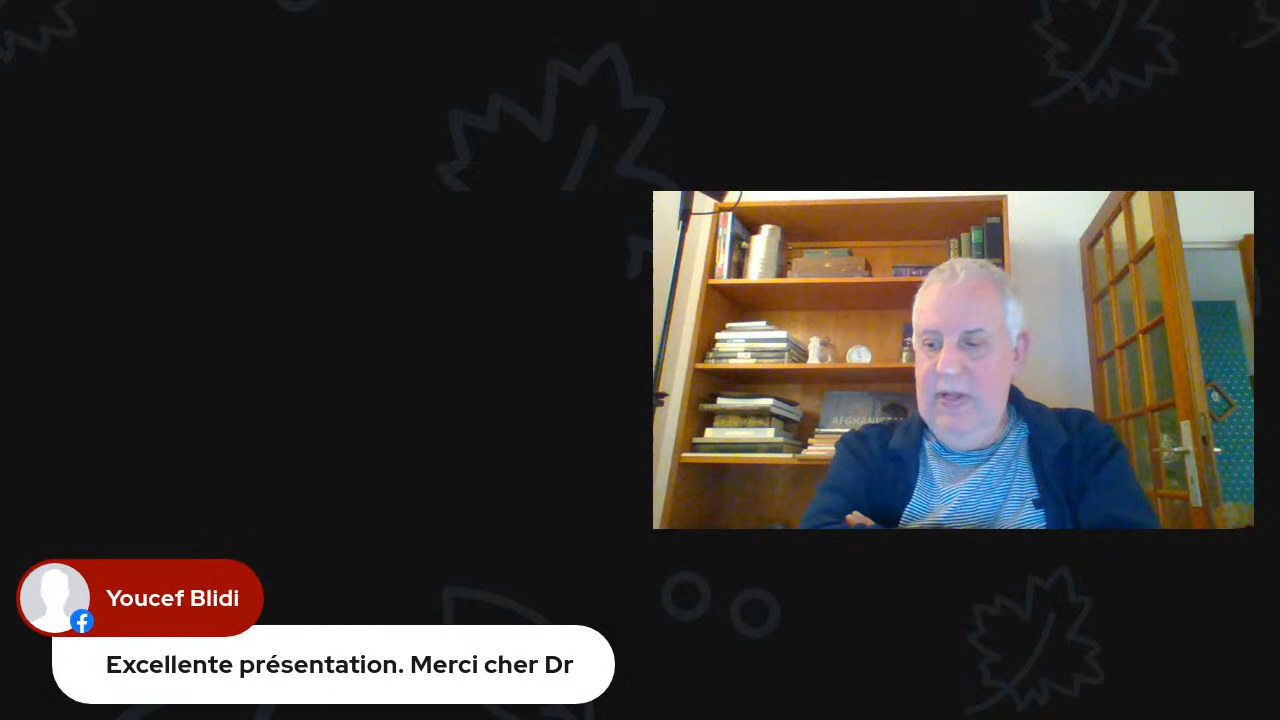 AFGHANISTAN
Youcef Blidi
Excellente présentation. Merci cher Dr